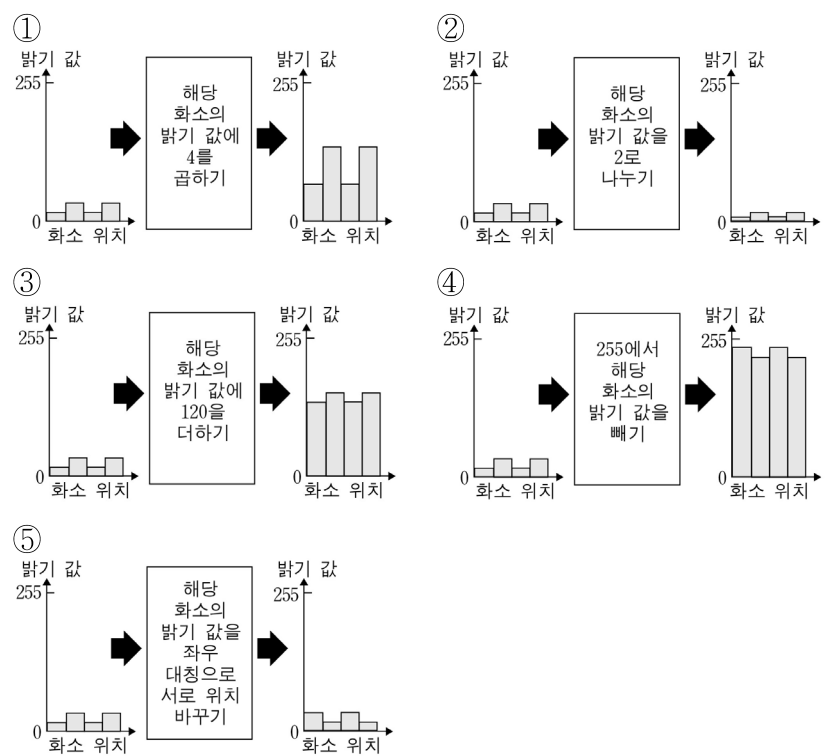 ①
밝기 값
255
0
화소 위치
해당
화소의
밝기 값에
4를
곱하기
밝기 값
255
0
화소 위치
②
밝기 값
255
0
화소 위치
해당
화소의
밝기 값을
2로
나누기
밝기 값
255
0
화소 위치
③
밝기 값
255
0
화소 위치
해당
화소의
밝기 값에
120을
더하기
밝기 값
255
0
화소 위치
④
밝기 값
255
0
화소 위치
255에서
해당
화소의
밝기 값을
빼기
밝기 값
255
0
화소 위치
⑤
밝기 값
255
0
화소 위치
해당
화소의
밝기 값을
좌우
대칭으로
서로 위치
바꾸기
밝기 값
255
0
화소 위치